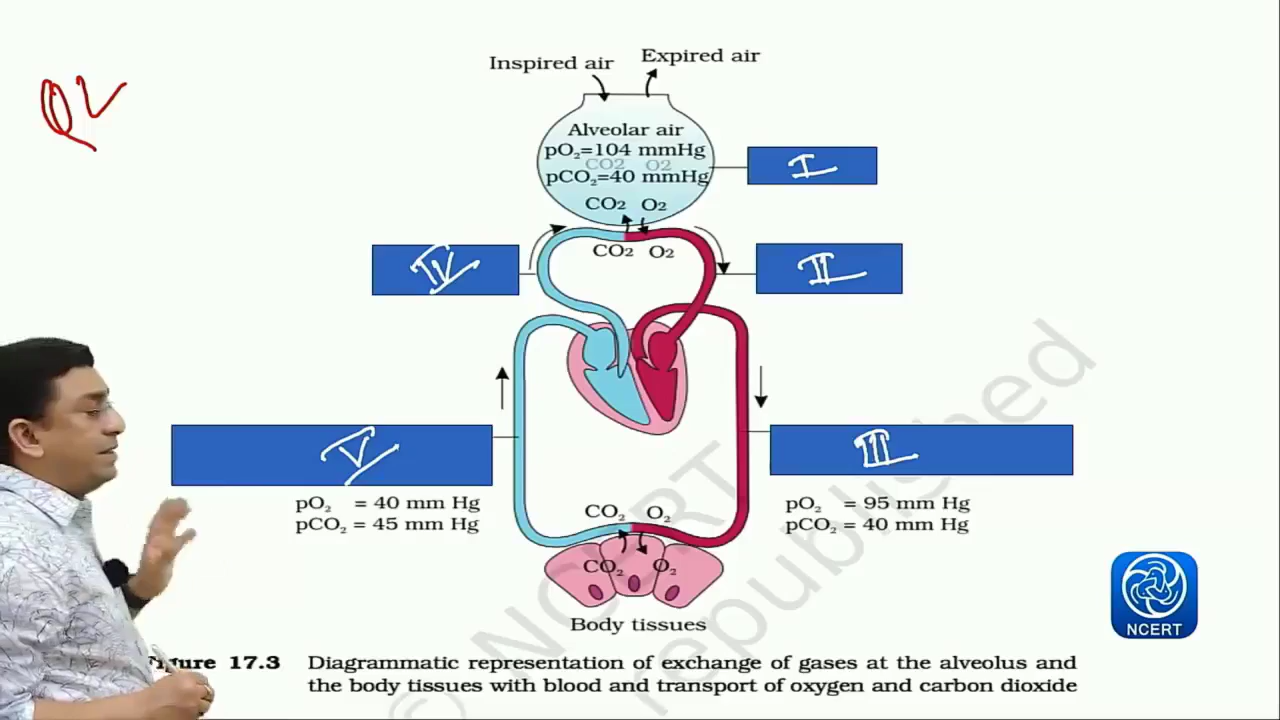 Q2
Inspired air
Expired air
Alveolar air
pO₂=104 mmHg
CO2 O2
pCO₂=40 mmHg
CO2 O2
I
CO2 O2
IV
II
V
III
pO₂ = 40 mm Hg
pCO₂ = 45 mm Hg
pO₂ = 95 mm Hg
pCO₂ = 40 mm Hg
CO₂ O₂
CO₂ O₂
Body tissues
© NCERT
republished
NCERT
Figure 17.3 Diagrammatic representation of exchange of gases at the alveolus and
the body tissues with blood and transport of oxygen and carbon dioxide